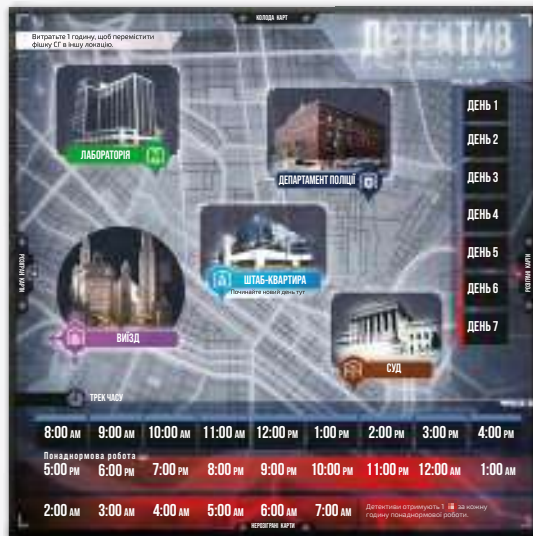 КОЛОДА КАРТ
Витратьте 1 годину, щоб перемістити
фішку СГ в іншу локацію.
ДЕТЕКТИВ
ДЕНЬ 1
ЛАБОРАТОРІЯ
ДЕНЬ 2
ДЕПАРТАМЕНТ ПОЛІЦІЇ
ДЕНЬ 3
ДЕНЬ 4
ДЕНЬ 5
РОЗІГРАНІ КАРТИ
РОЗІГРАНІ КАРТИ
ШТАБ-КВАРТИРА
Починайте новий день тут
ДЕНЬ 6
ДЕНЬ 7
ВИЇЗД
СУД
ТРЕК ЧАСУ
8:00 AM 9:00 AM 10:00 AM 11:00 AM 12:00 PM 1:00 PM 2:00 PM 3:00 PM 4:00 PM
Понаднормова робота
5:00 PM 6:00 PM 7:00 PM 8:00 PM 9:00 PM 10:00 PM 11:00 PM 12:00 AM 1:00 AM
2:00 AM 3:00 AM 4:00 AM 5:00 AM 6:00 AM 7:00 AM
Детективи отримують 1 за кожну
годину понаднормової роботи.
НЕРОЗІГРАНІ КАРТИ